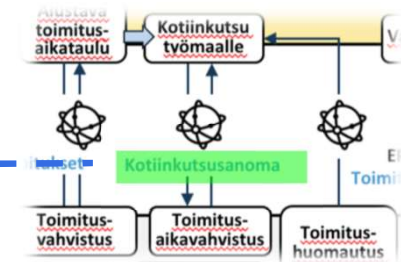 Alustava
toimitus-
aikataulu
Kotiinkutsu
työmaalle
Kotiinkutsusanoma
Toimitus-
vahvistus
Toimitus-
aikavahvistus
Toimitus-
huomautus